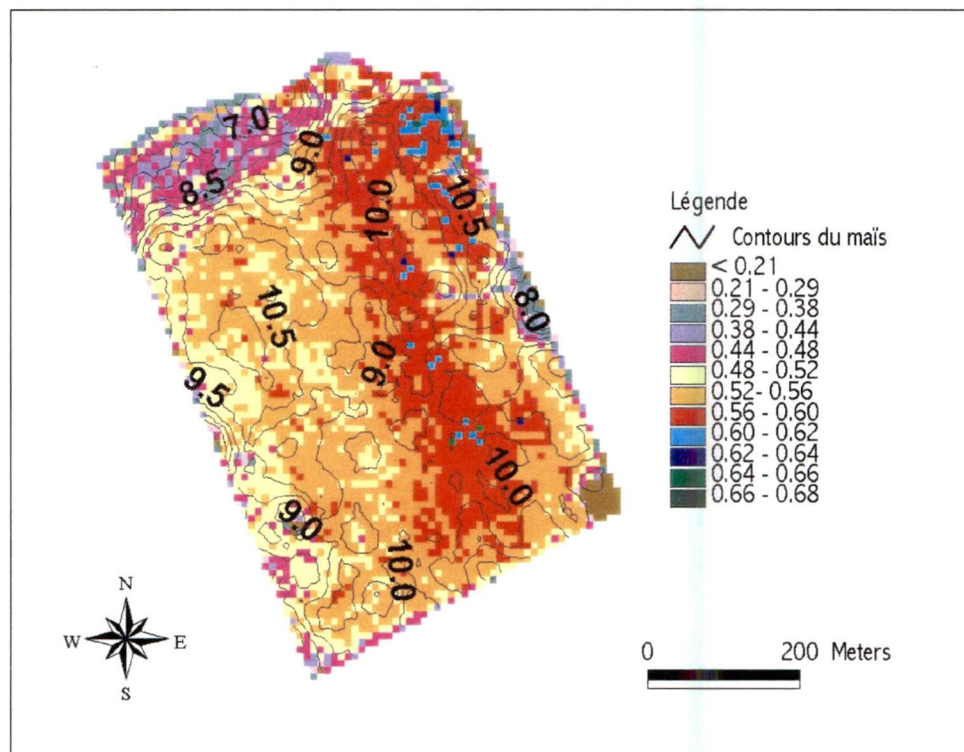 7.0
9.0
8.5
10.0
10.5
10.5
8.0
9.0
9.5
10.0
9.0
10.0
Légende
Contours du maïs
< 0.21
0.21 - 0.29
0.29 - 0.38
0.38 - 0.44
0.44 - 0.48
0.48 - 0.52
0.52- 0.56
0.56 - 0.60
0.60 - 0.62
0.62 - 0.64
0.64 - 0.66
0.66 - 0.68
N
W E
S
0 200 Meters